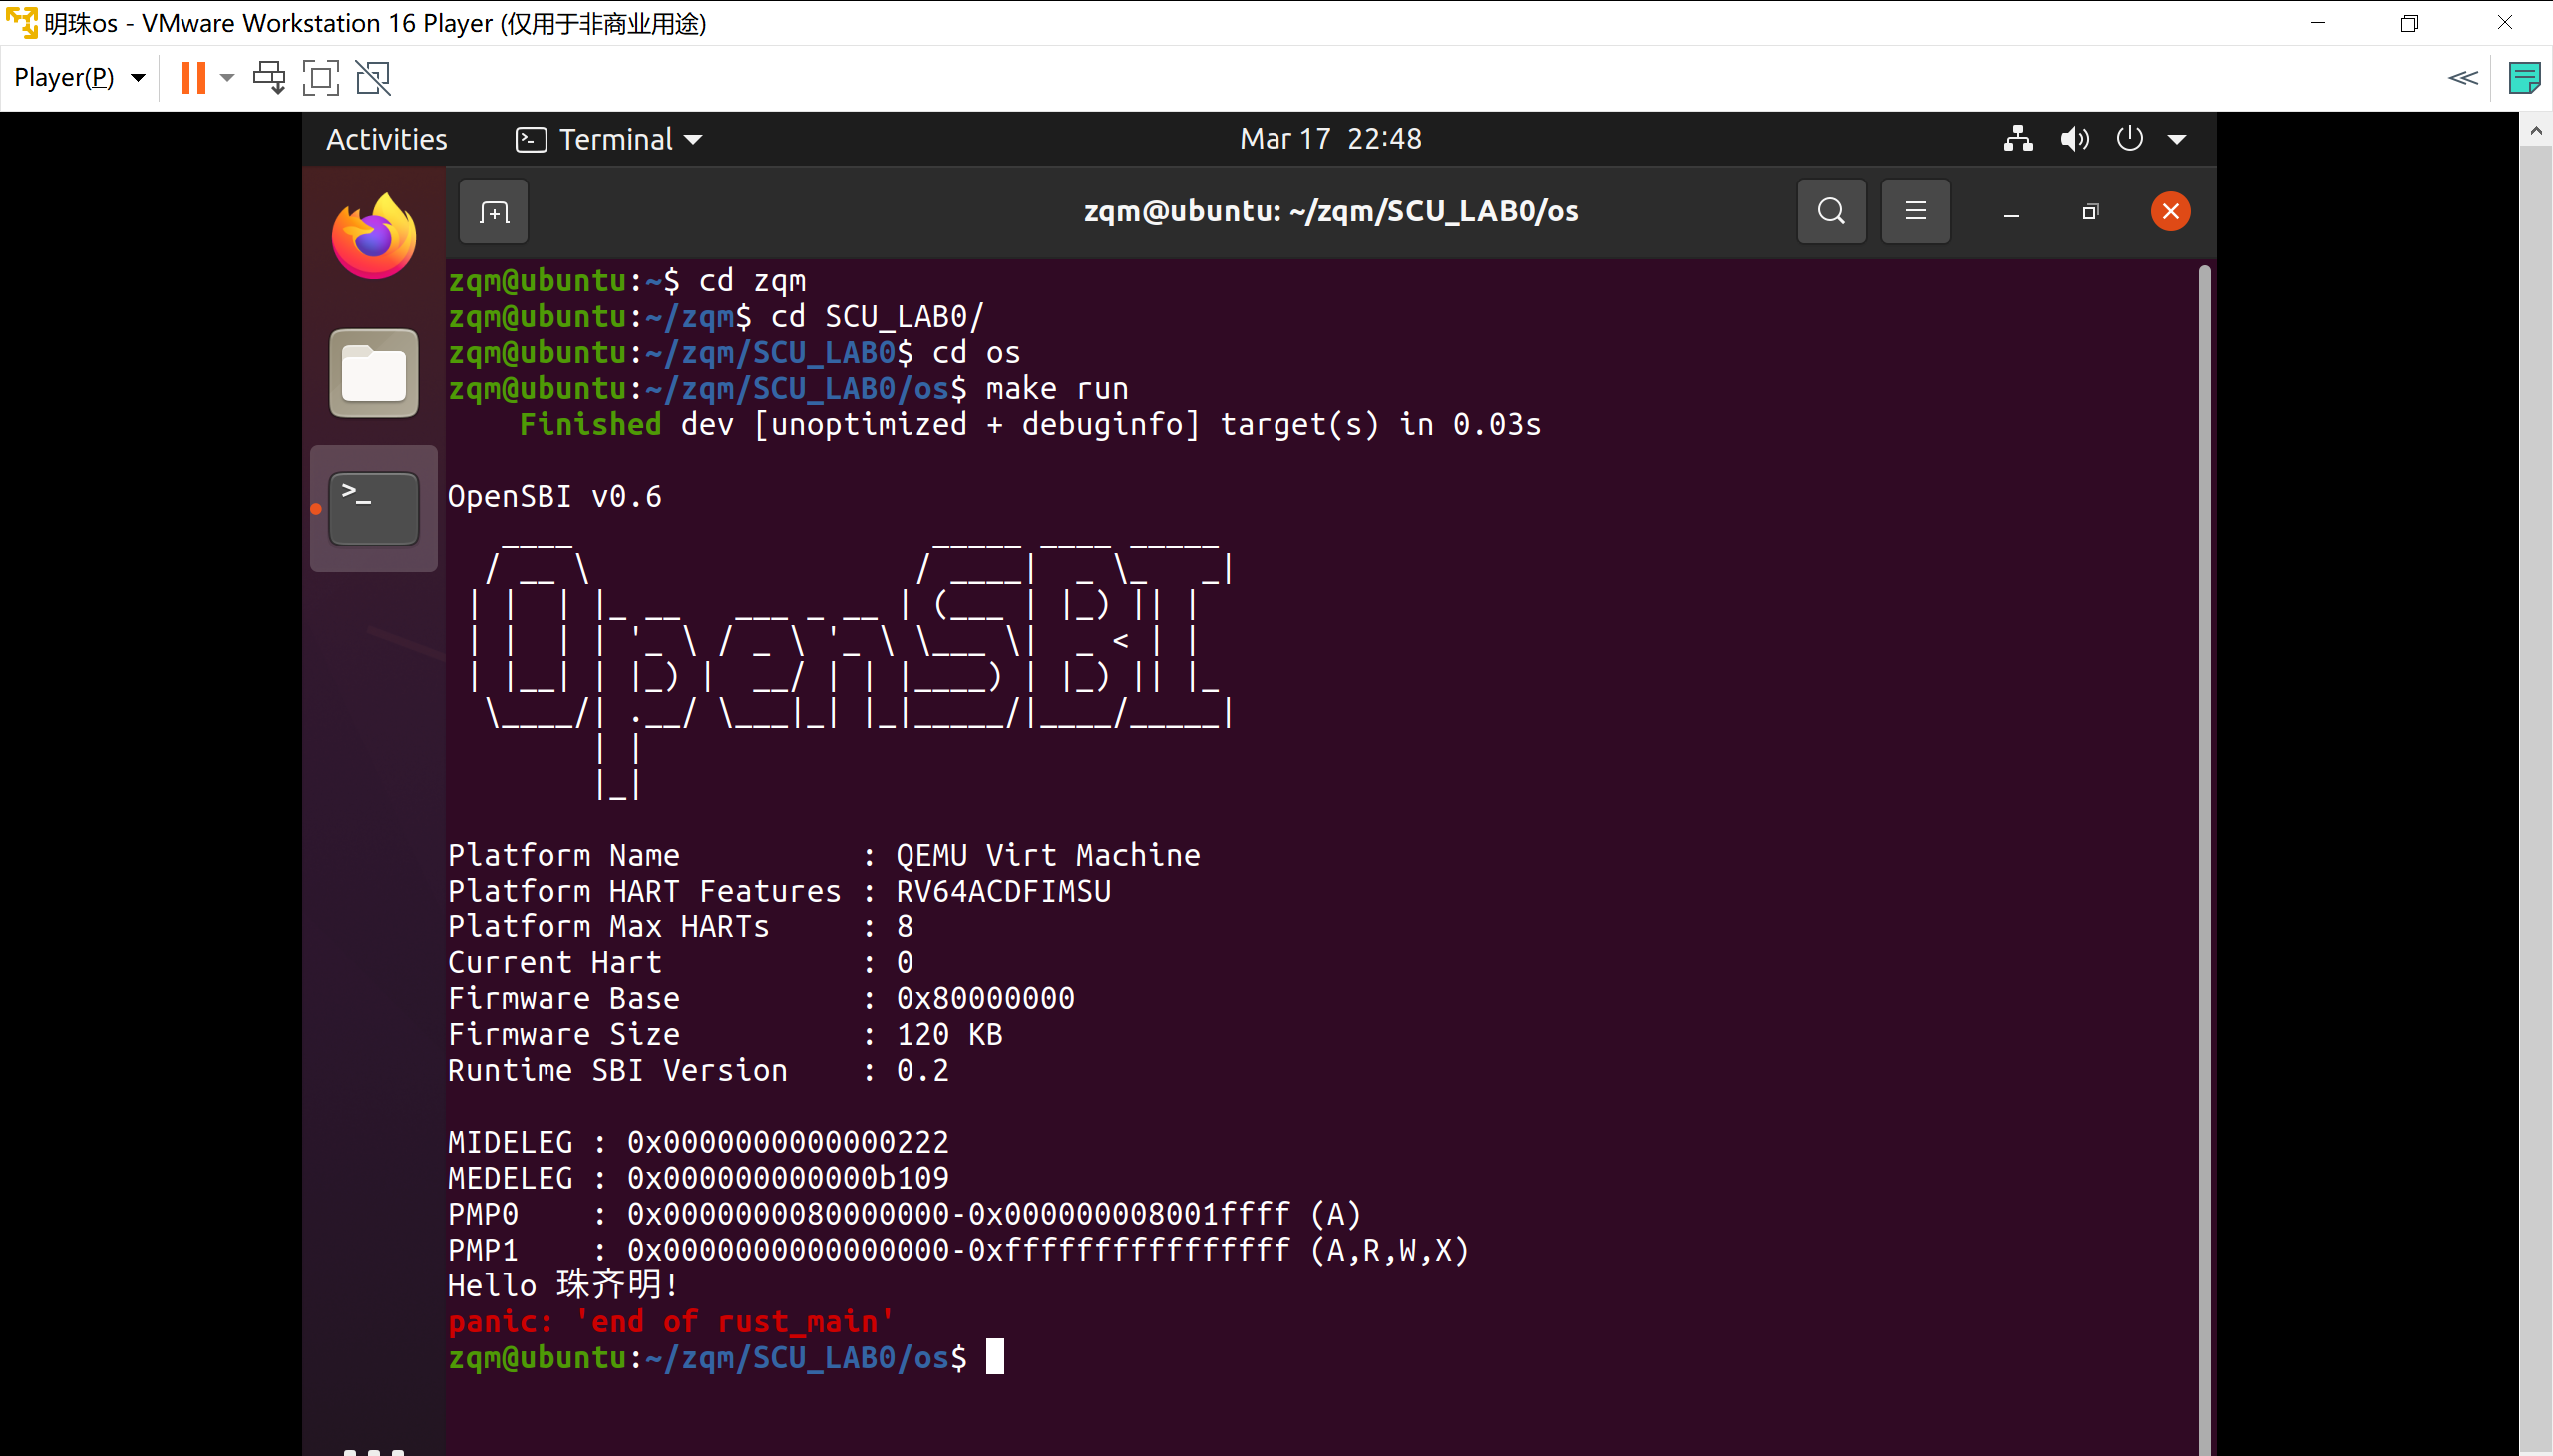 明珠os - VMware Workstation 16 Player (仅用于非商业用途)
Player(P)
Activities
Terminal
Mar 17 22:48
zqm@ubuntu: ~/zqm/SCU_LAB0/os
zqm@ubuntu:~$ cd zqm
zqm@ubuntu:~/zqm$ cd SCU_LAB0/
zqm@ubuntu:~/zqm/SCU_LAB0$ cd os
zqm@ubuntu:~/zqm/SCU_LAB0/os$ make run
Finished dev [unoptimized + debuginfo] target(s) in 0.03s
OpenSBI v0.6
OpenSBI
Platform Name : QEMU Virt Machine
Platform HART Features : RV64ACDFIMSU
Platform Max HARTs : 8
Current Hart : 0
Firmware Base : 0x80000000
Firmware Size : 120 KB
Runtime SBI Version : 0.2
MIDELEG : 0x0000000000000222
MEDELEG : 0x000000000000b109
PMP0 : 0x0000000080000000-0x000000008001ffff (A)
PMP1 : 0x0000000000000000-0xffffffffffffffff (A,R,W,X)
Hello 珠齐明!
panic: 'end of rust_main'
zqm@ubuntu:~/zqm/SCU_LAB0/os$